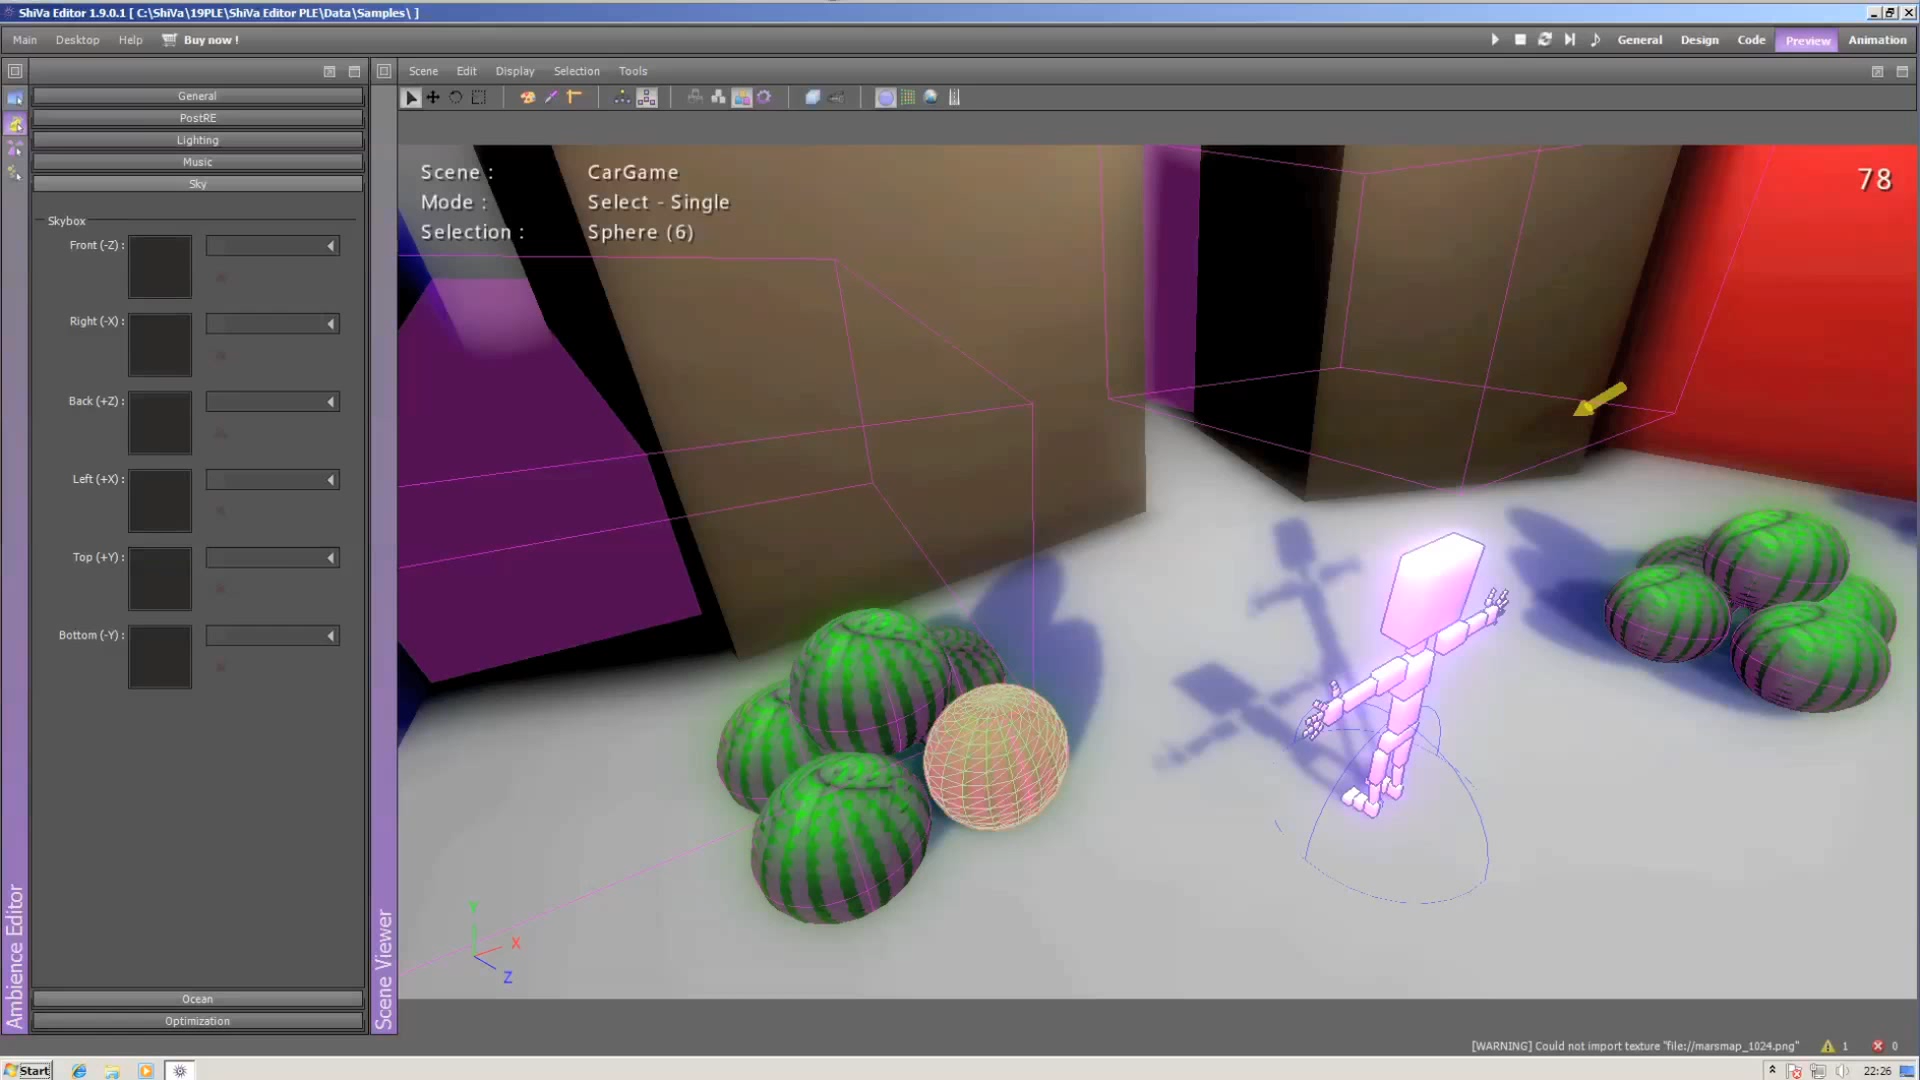 ShiVa Editor 1.9.0.1 [ C:\ShiVa\19PLE\ShiVa Editor PLE\Data\Samples\ ]
Main Desktop Help Buy now !
General Design Code Preview Animation
Scene Edit Display Selection Tools
General
PostRE
Lighting
Music
Sky
Skybox
Front (-Z) :
Right (-X) :
Back (+Z) :
Left (+X) :
Top (+Y) :
Bottom (-Y) :
Ocean
Optimization
Ambience Editor
Scene Viewer
Scene : CarGame
Mode : Select - Single
Selection : Sphere (6)
78
Y
X
Z
[WARNING] Could not import texture "file://marsmap_1024.png" 1 0
Start
22:26